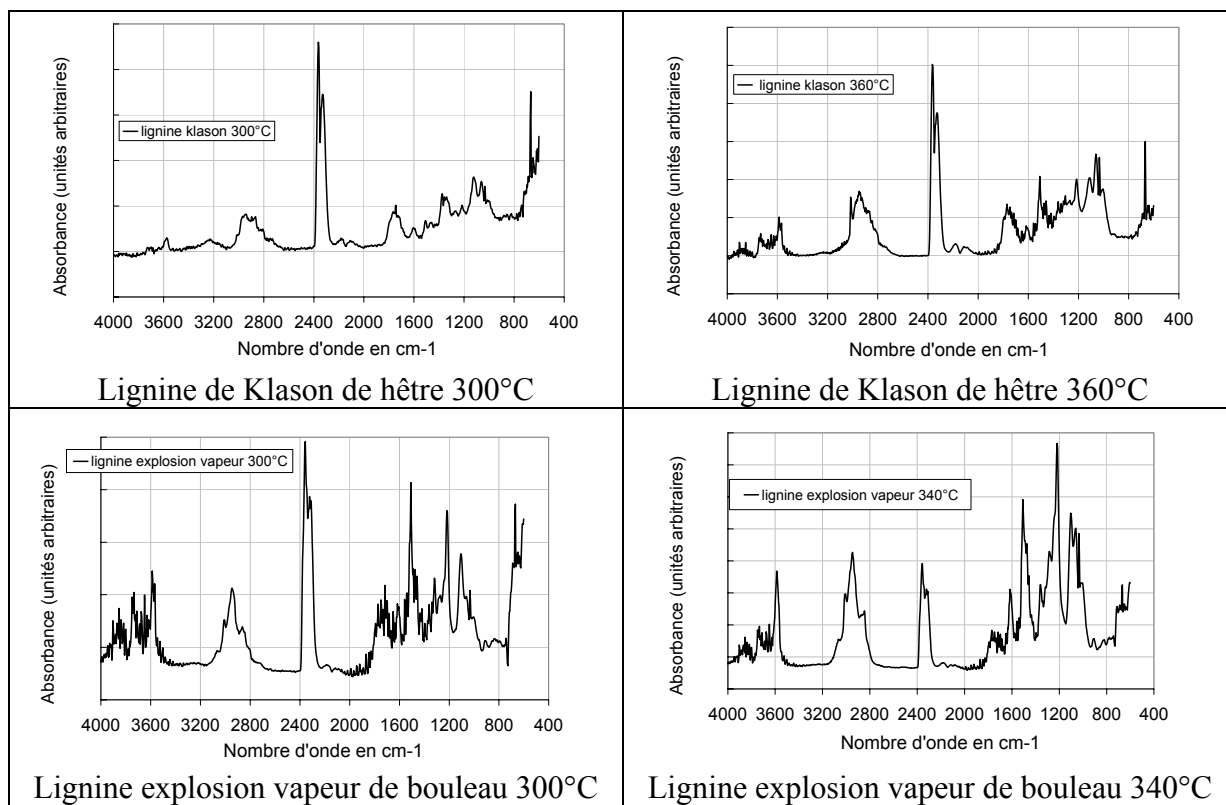 Absorbance (unités arbitraires)
lignine klason 300°C
4000 3600 3200 2800 2400 2000 1600 1200 800 400
Nombre d'onde en cm-1
Lignine de Klason de hêtre 300°C
Absorbance (unités arbitraires)
lignine klason 360°C
4000 3600 3200 2800 2400 2000 1600 1200 800 400
Nombre d'onde en cm-1
Lignine de Klason de hêtre 360°C
Absorbance (unités arbitraires)
lignine explosion vapeur 300°C
4000 3600 3200 2800 2400 2000 1600 1200 800 400
Nombre d'onde en cm-1
Lignine explosion vapeur de bouleau 300°C
Absorbance (unités arbitraires)
lignine explosion vapeur 340°C
4000 3600 3200 2800 2400 2000 1600 1200 800 400
Nombre d'onde en cm-1
Lignine explosion vapeur de bouleau 340°C